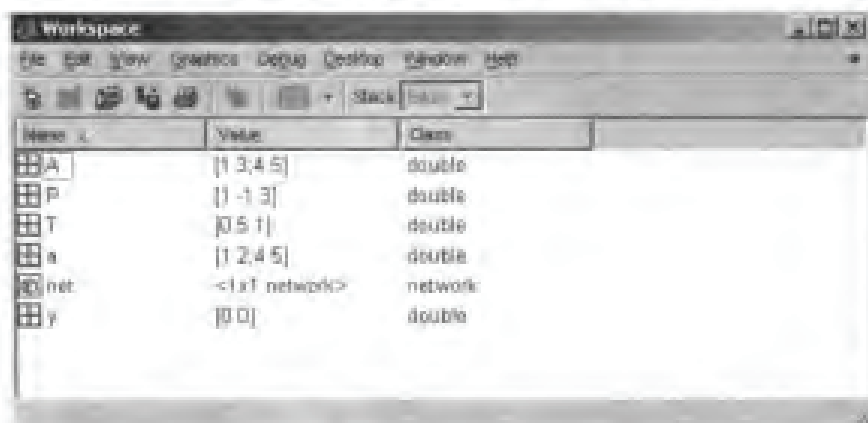 Workspace
File Edit View Graphics Debug Desktop Window Help
Stack
Name Value Class
A [1 3;4 5] double
P [1 -1 3] double
T [0.5 1] double
a [1 2;4 5] double
net <1x1 network> network
y [0 0] double